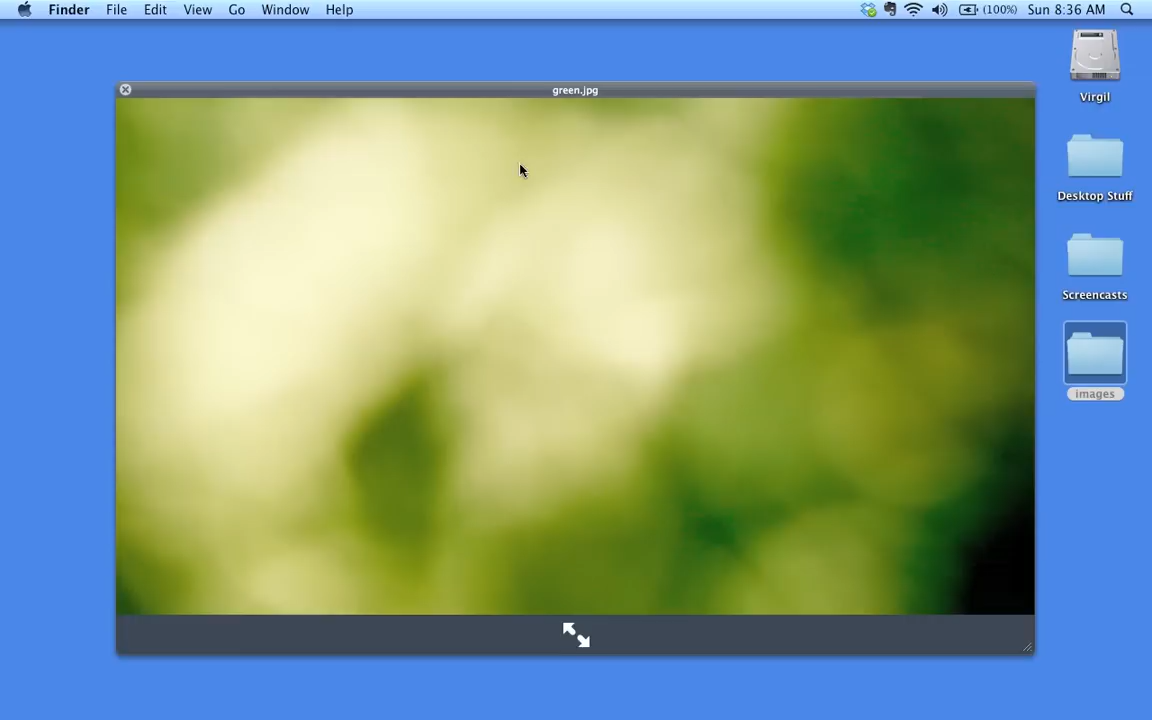 Finder File Edit View Go Window Help (100%) Sun 8:36 AM
green.jpg
Virgil
Desktop Stuff
Screencasts
images